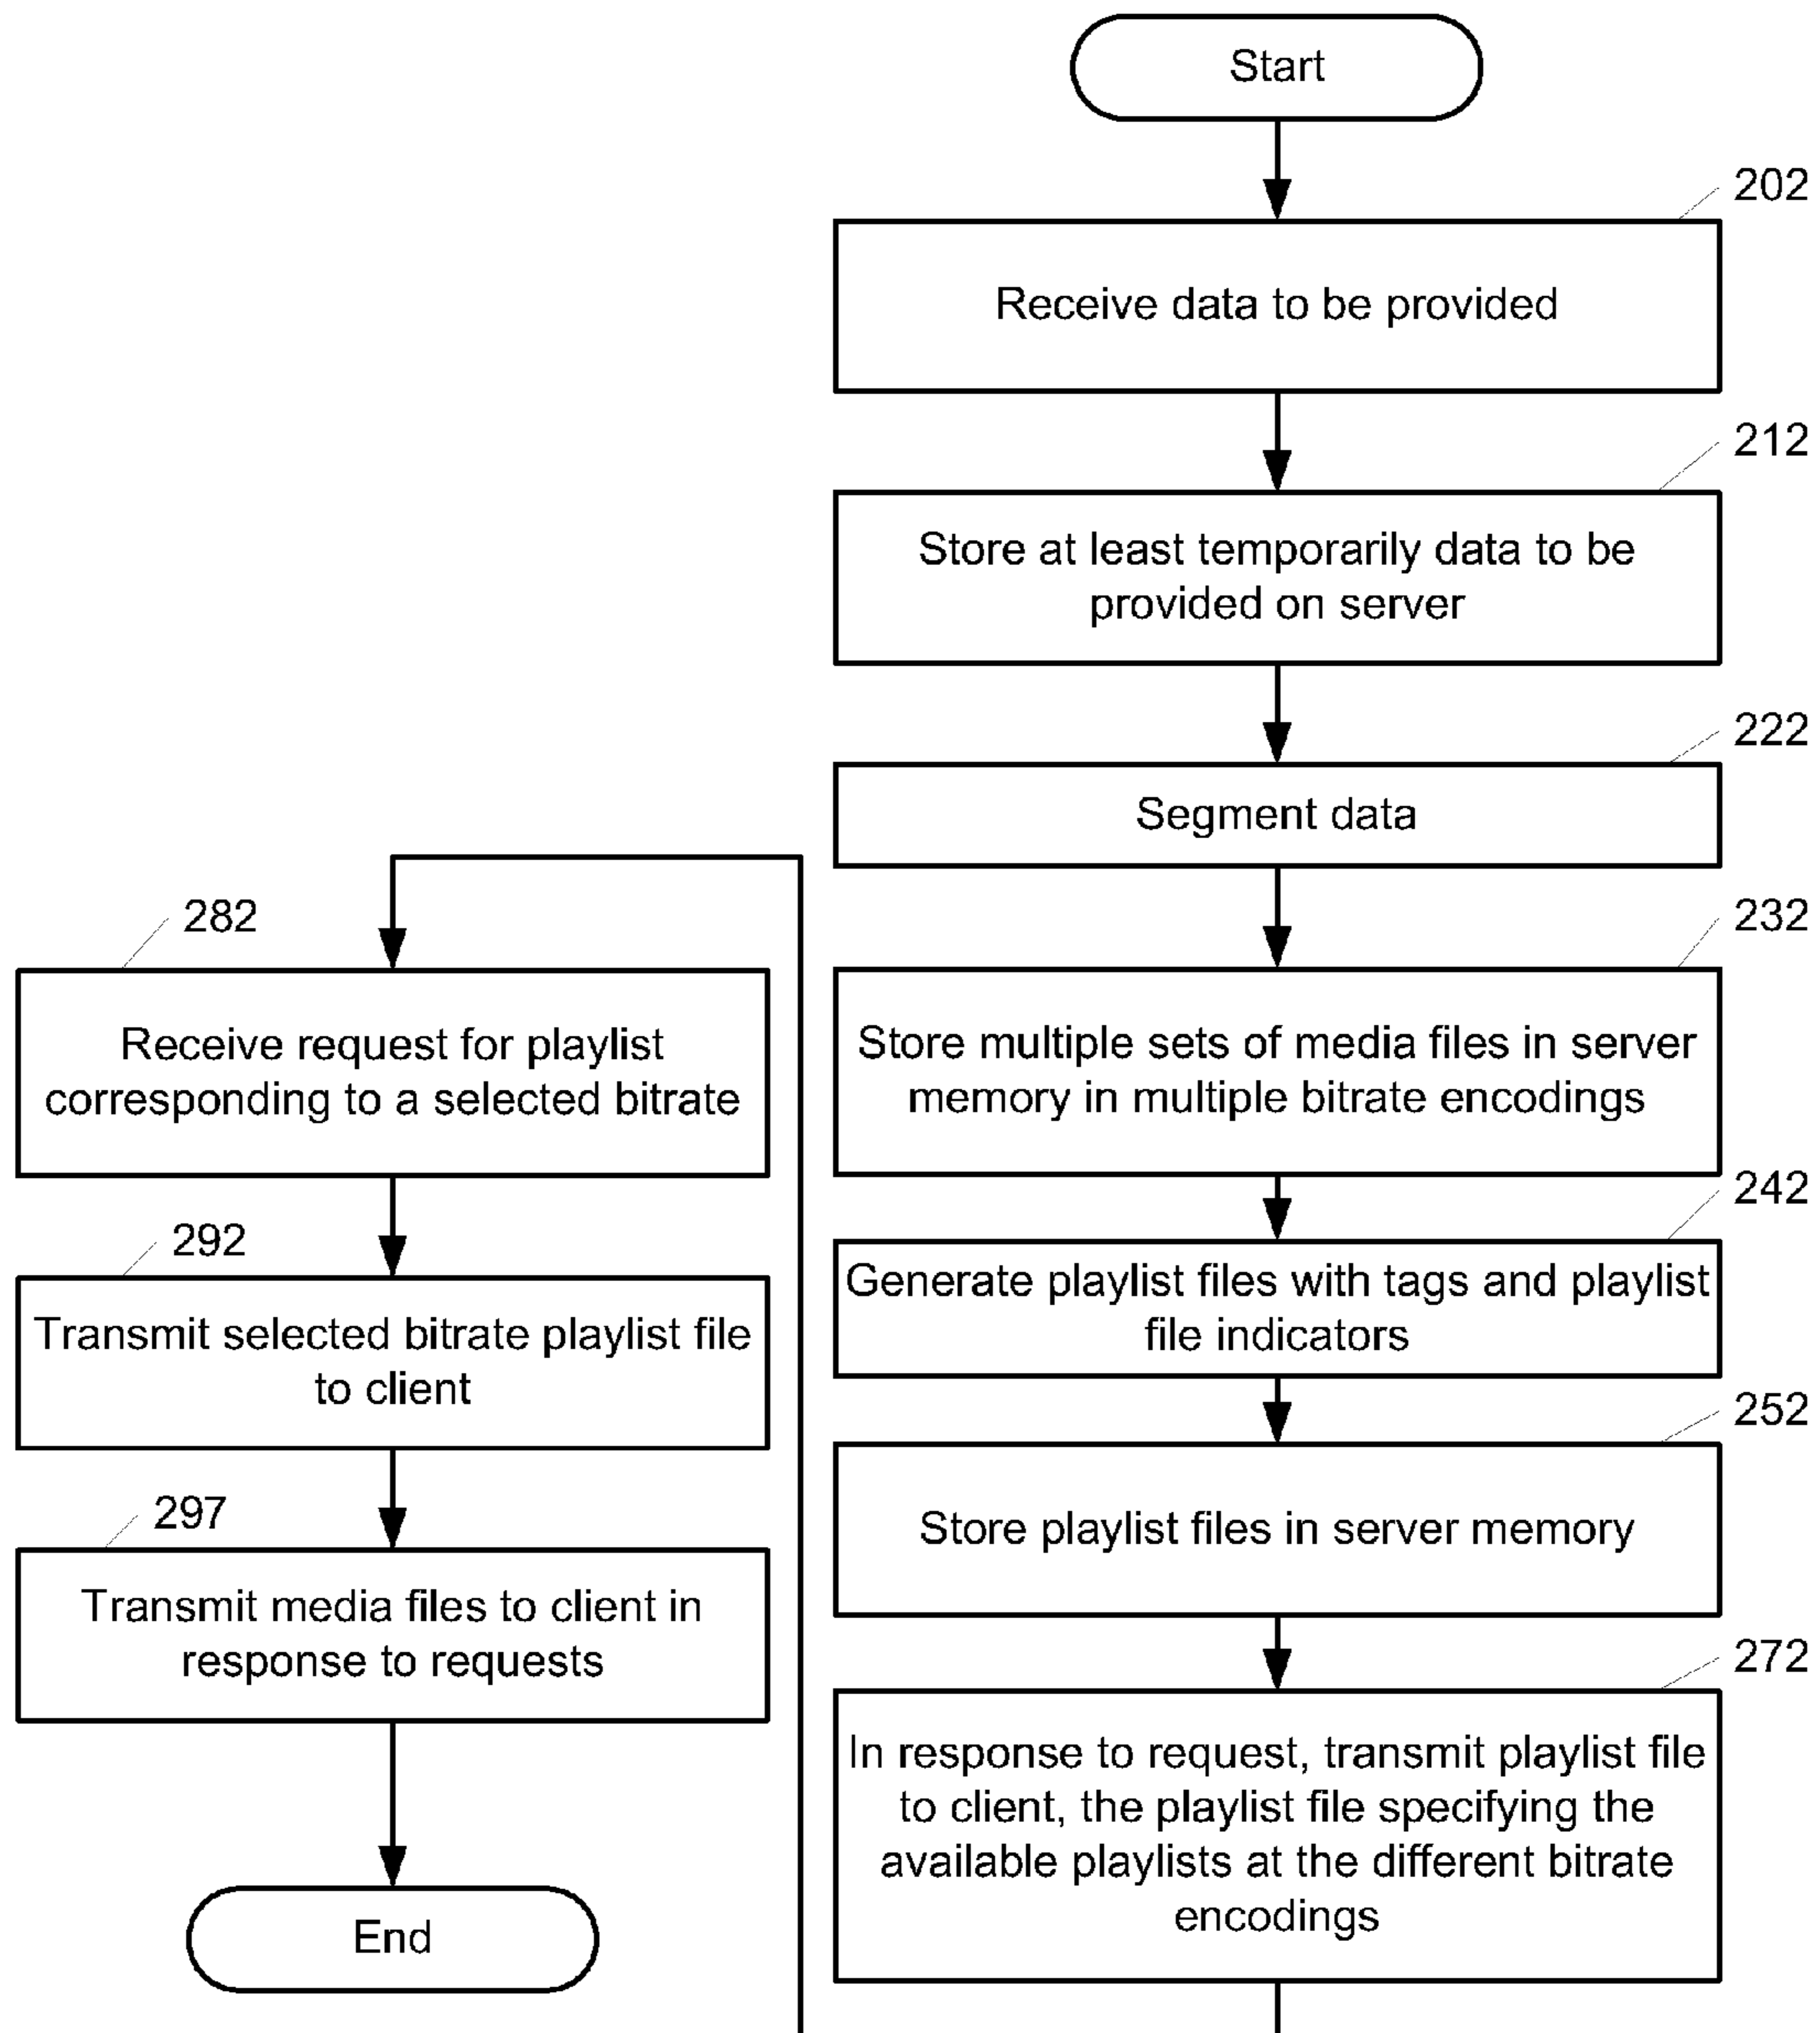 Start
202
Receive data to be provided
212
Store at least temporarily data to be
provided on server
222
Segment data
232
Store multiple sets of media files in server
memory in multiple bitrate encodings
242
Generate playlist files with tags and playlist
file indicators
252
Store playlist files in server memory
272
In response to request, transmit playlist file
to client, the playlist file specifying the
available playlists at the different bitrate
encodings
282
Receive request for playlist
corresponding to a selected bitrate
292
Transmit selected bitrate playlist file
to client
297
Transmit media files to client in
response to requests
End